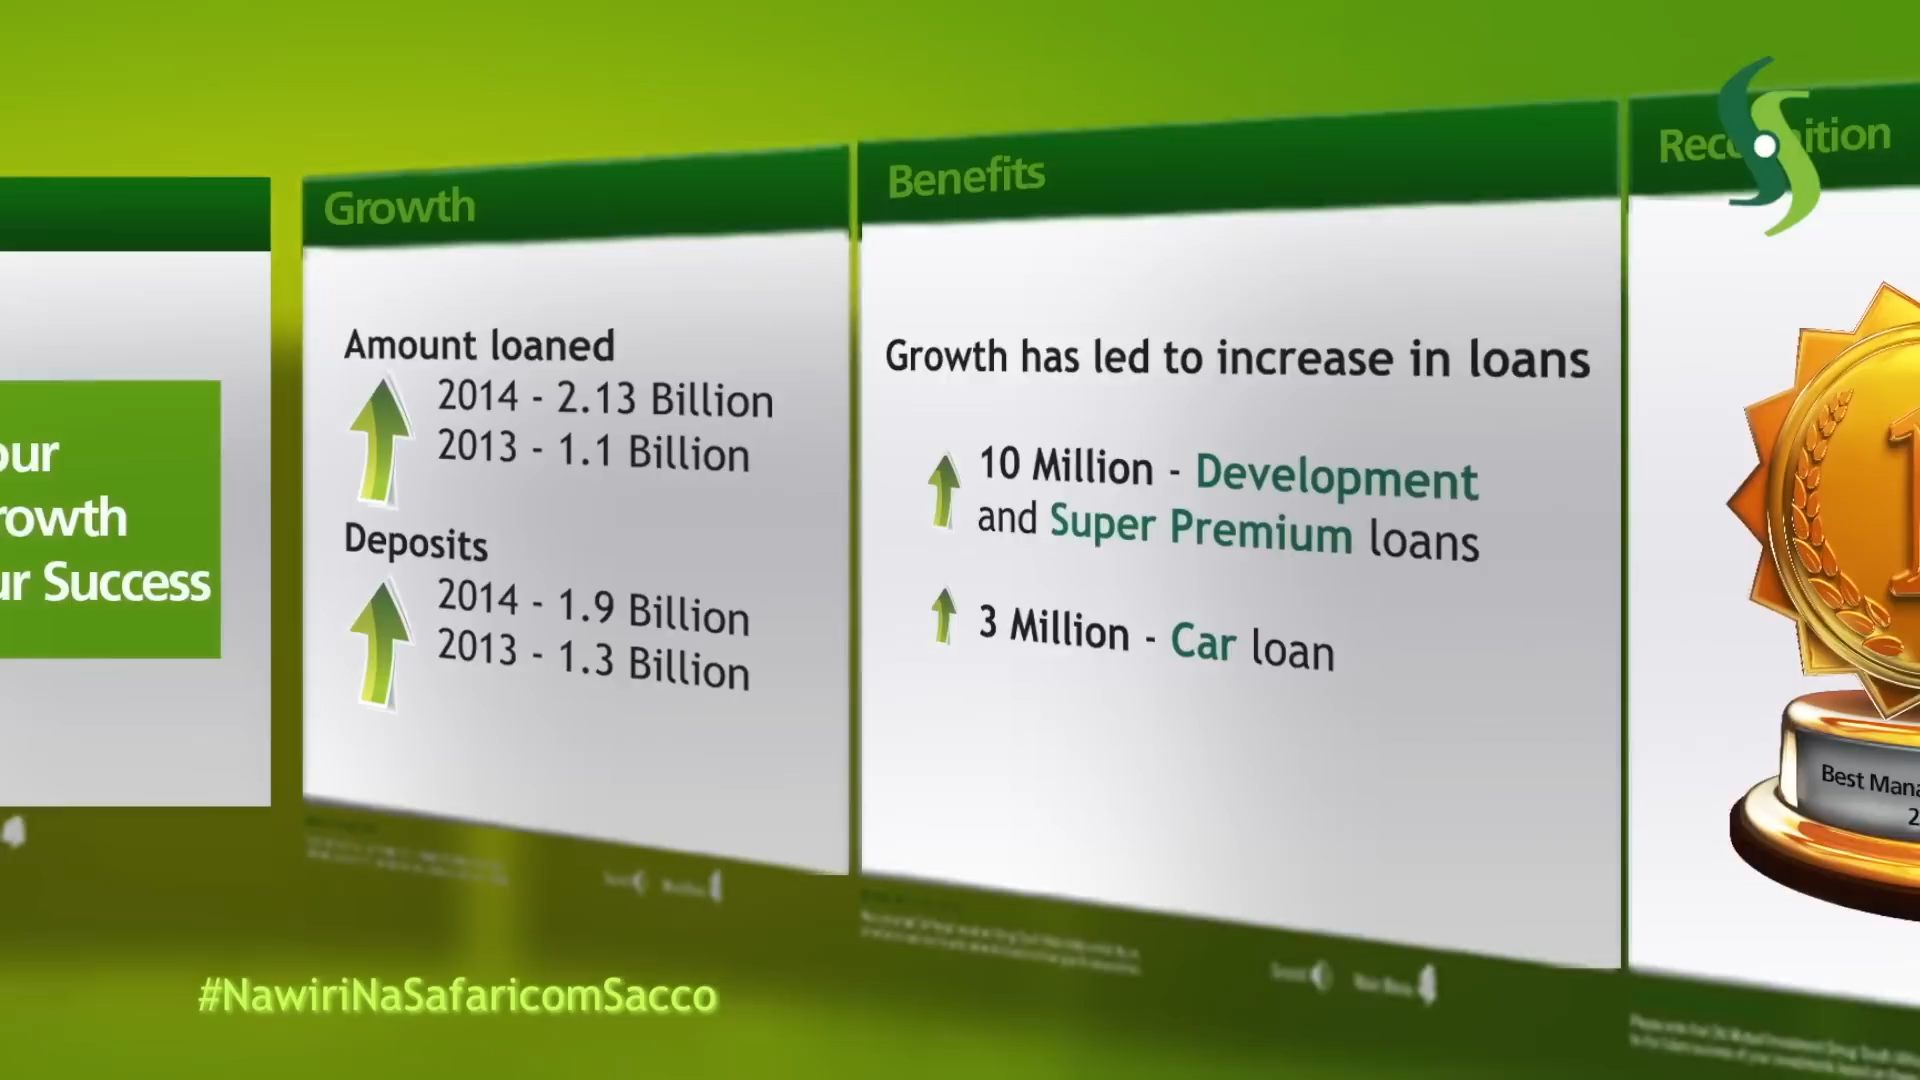 our
rowth
ur Success
Growth
Amount loaned
2014 - 2.13 Billion
2013 - 1.1 Billion
Deposits
2014 - 1.9 Billion
2013 - 1.3 Billion
Benefits
Growth has led to increase in loans
10 Million - Development
and Super Premium loans
3 Million - Car loan
Best Mana
2
#NawiriNaSafaricomSacco